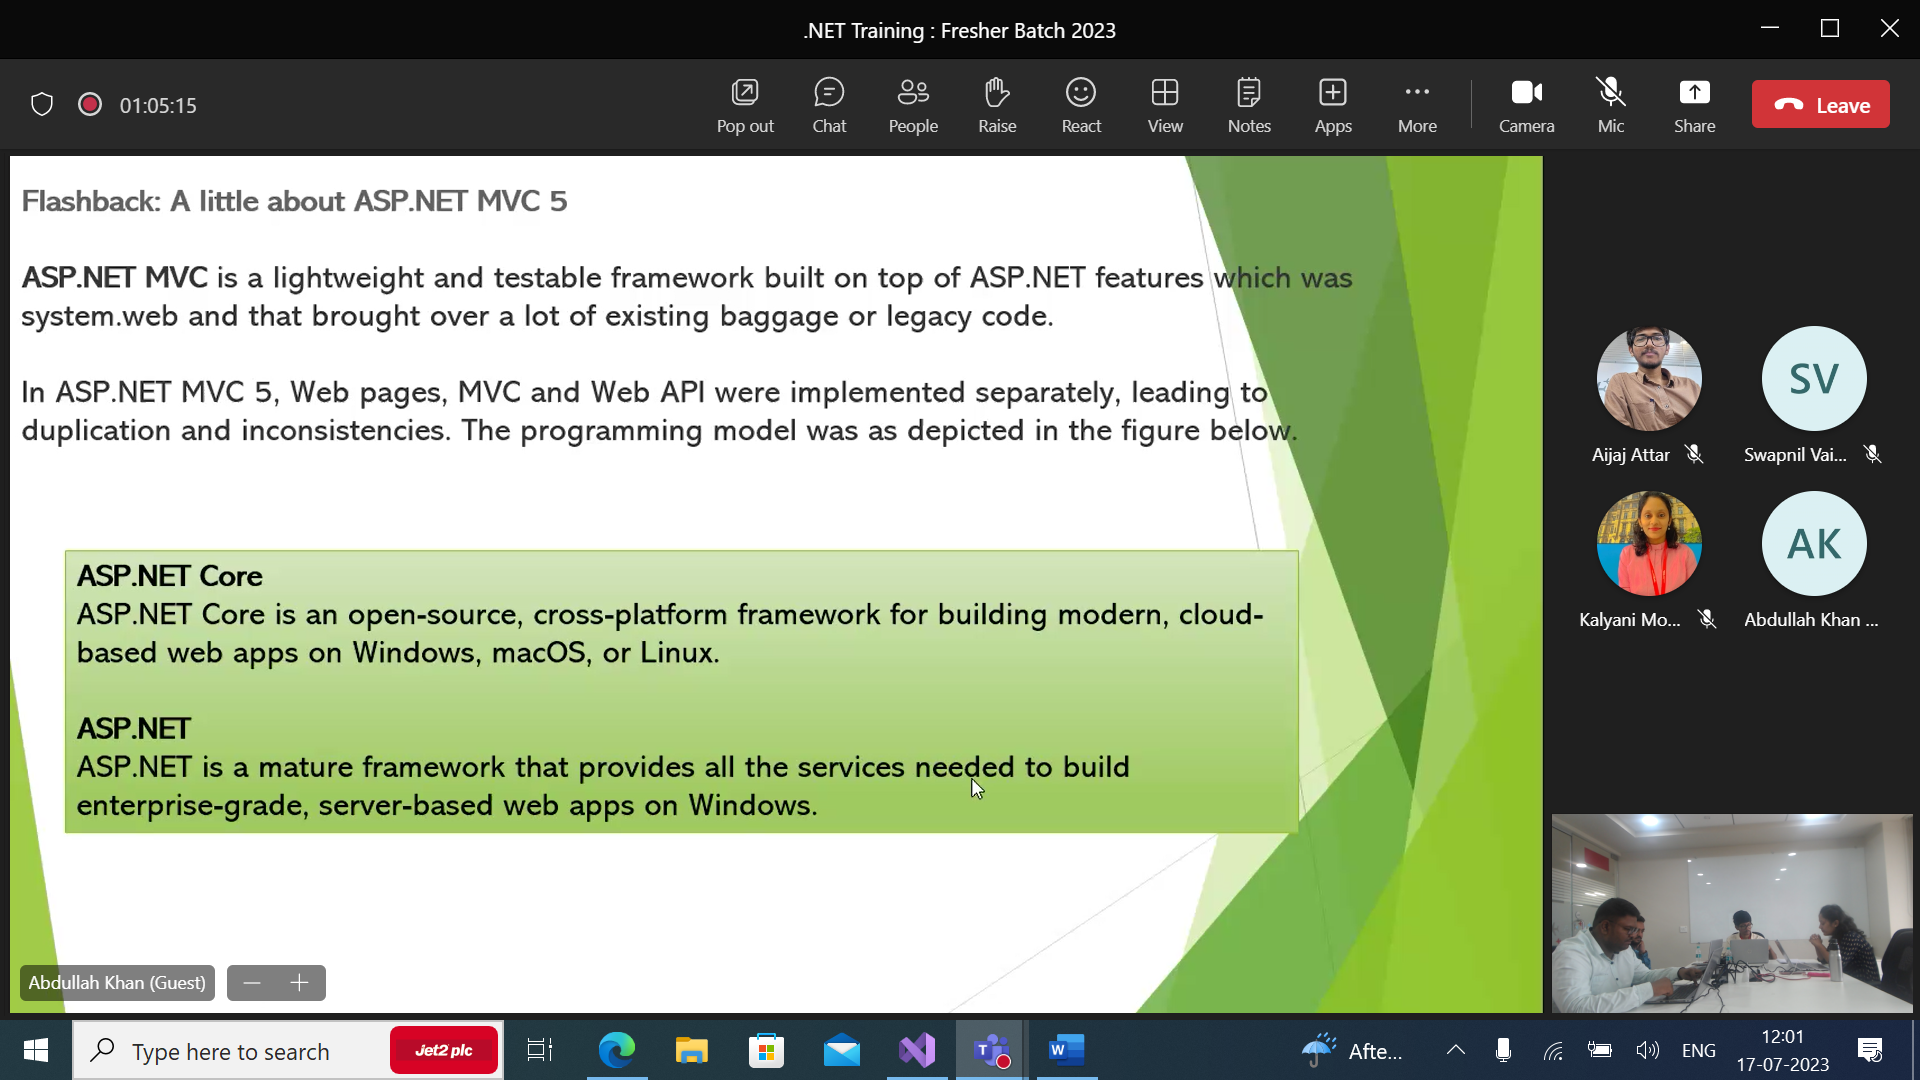 .NET Training : Fresher Batch 2023
01:05:15
Pop out
Chat
People
Raise
React
View
Notes
Apps
More
Camera
Mic
Share
Leave
Flashback: A little about ASP.NET MVC 5
ASP.NET MVC is a lightweight and testable framework built on top of ASP.NET features which was
system.web and that brought over a lot of existing baggage or legacy code.
In ASP.NET MVC 5, Web pages, MVC and Web API were implemented separately, leading to
duplication and inconsistencies. The programming model was as depicted in the figure below.
ASP.NET Core
ASP.NET Core is an open-source, cross-platform framework for building modern, cloud-
based web apps on Windows, macOS, or Linux.
ASP.NET
ASP.NET is a mature framework that provides all the services needed to build
enterprise-grade, server-based web apps on Windows.
Abdullah Khan (Guest)
Aijaj Attar
SV
Swapnil Vai...
Kalyani Mo...
AK
Abdullah Khan ...
Type here to search
Jet2 plc
Afte...
ENG
12:01
17-07-2023